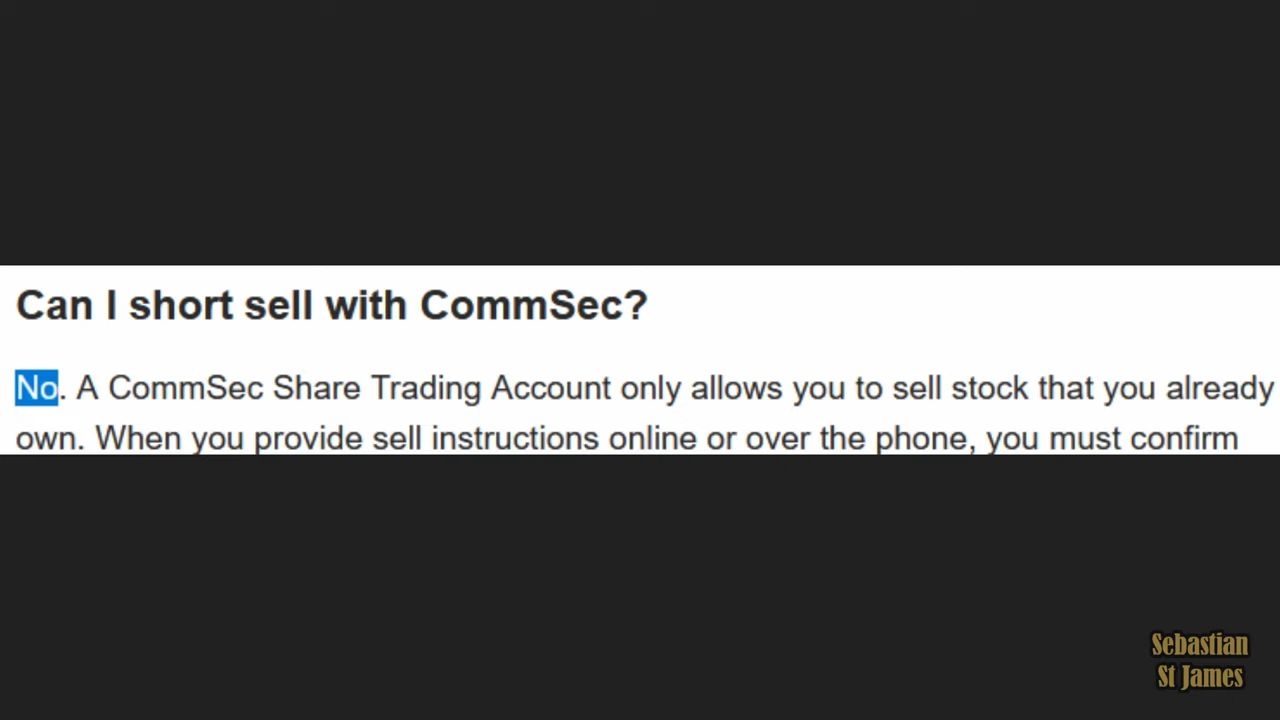 Can I short sell with CommSec?
No. A CommSec Share Trading Account only allows you to sell stock that you already
own. When you provide sell instructions online or over the phone, you must confirm
Sebastian
St James